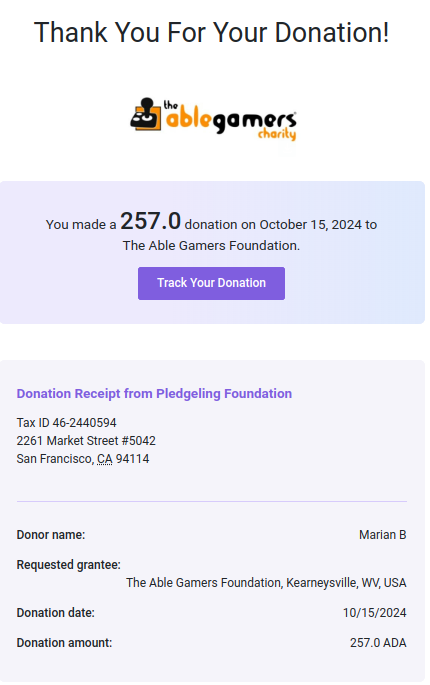 Thank You For Your Donation!
the
ablegamers
charity
You made a 257.0 donation on October 15, 2024 to
The Able Gamers Foundation.
Track Your Donation
Donation Receipt from Pledgeling Foundation
Tax ID 46-2440594
2261 Market Street #5042
San Francisco, CA 94114
Donor name: Marian B
Requested grantee:
The Able Gamers Foundation, Kearneysville, WV, USA
Donation date: 10/15/2024
Donation amount: 257.0 ADA